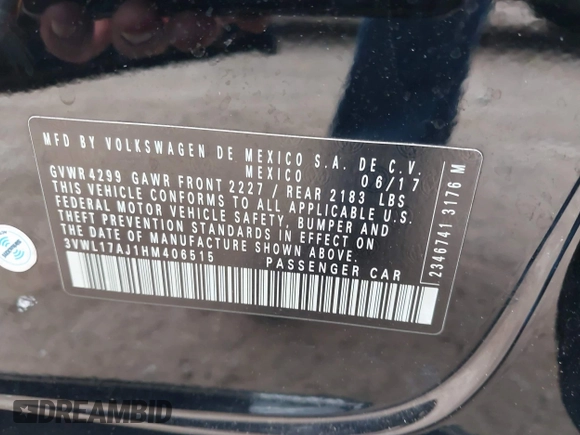 MFD BY VOLKSWAGEN DE MEXICO S.A. DE C.V.
MEXICO 06/17
GVWR 4299 GAWR FRONT 2227 / REAR 2183 LBS
THIS VEHICLE CONFORMS TO ALL APPLICABLE U.S.
FEDERAL MOTOR VEHICLE SAFETY, BUMPER AND
THEFT PREVENTION STANDARDS IN EFFECT ON
THE DATE OF MANUFACTURE SHOWN ABOVE.
3VWL17AJ1HM406515 PASSENGER CAR
2346741 3176 M
DREAMBID